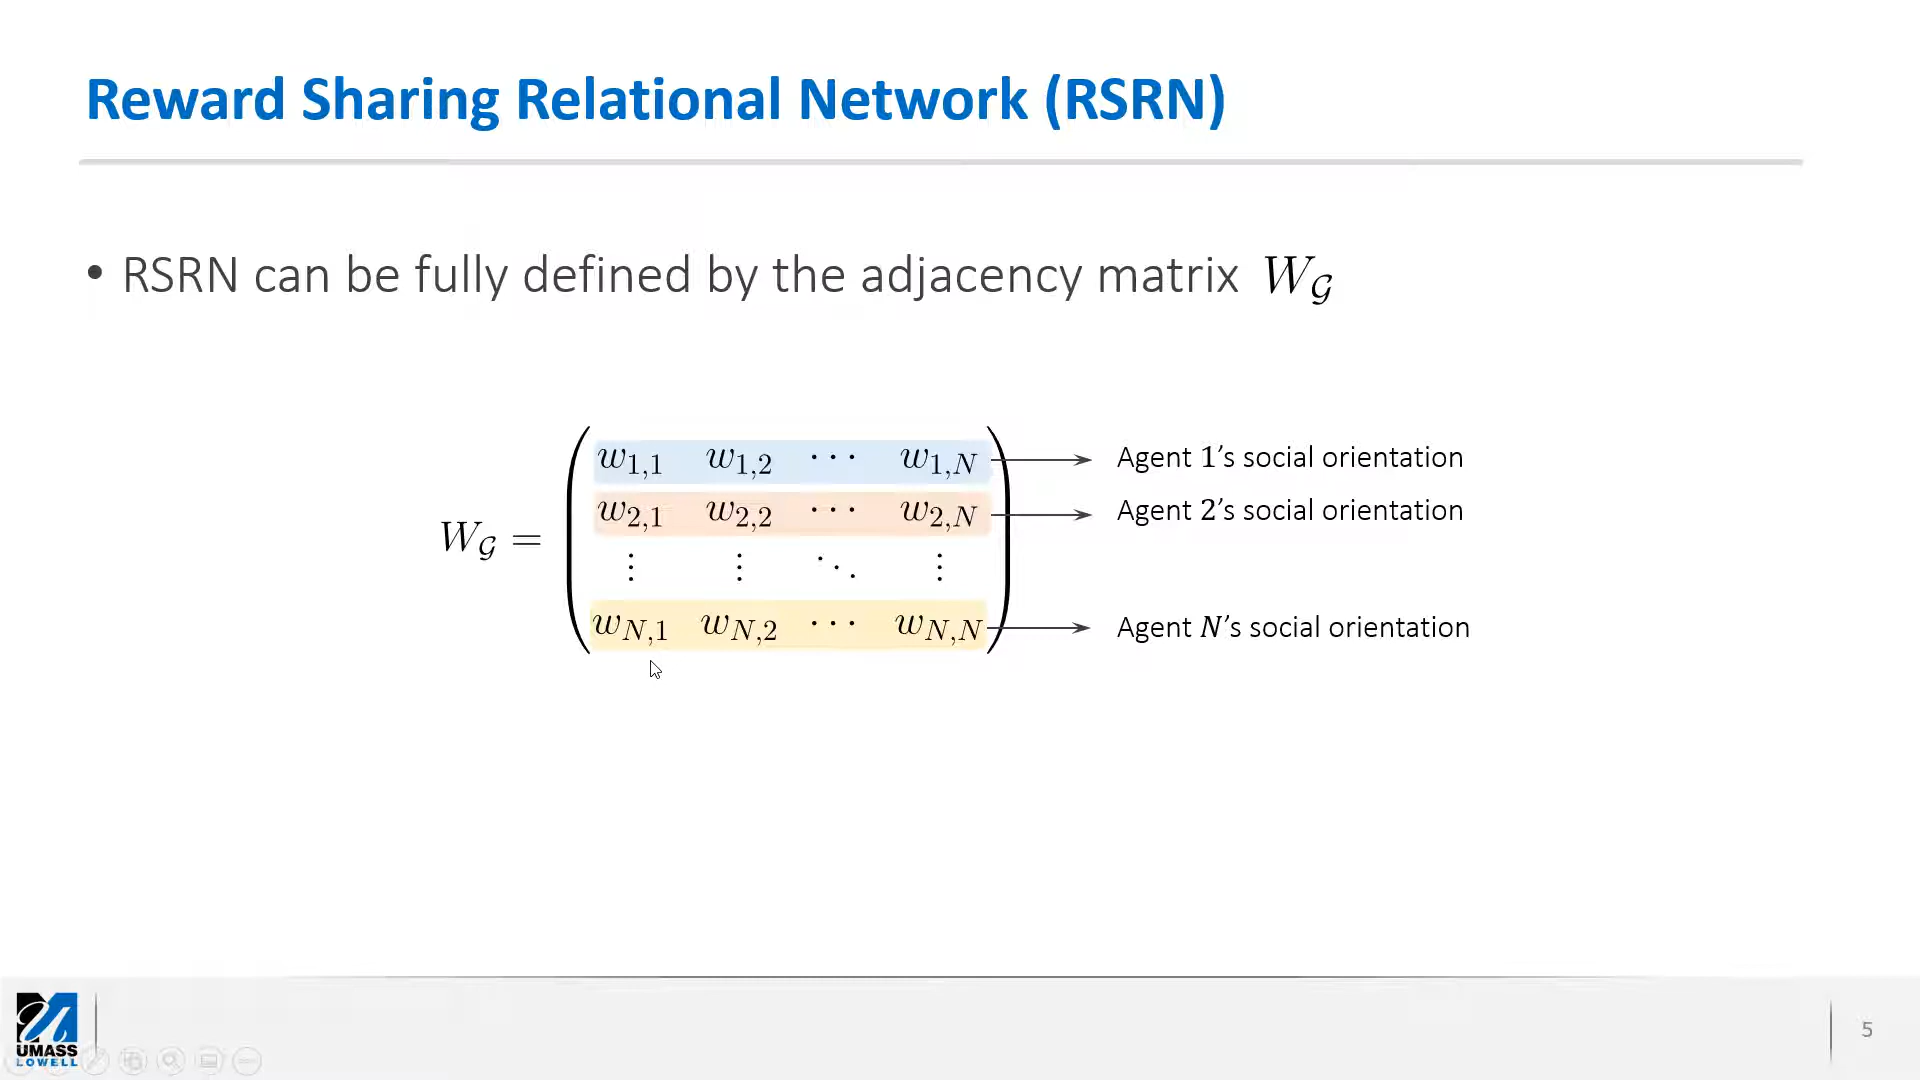 Reward Sharing Relational Network (RSRN)
• RSRN can be fully defined by the adjacency matrix W_𝒢
w_{1,1} w_{1,2} ··· w_{1,N} Agent 1’s social orientation
w_{2,1} w_{2,2} ··· w_{2,N} Agent 2’s social orientation
W_𝒢 =
⋮ ⋮ ⋱ ⋮
w_{N,1} w_{N,2} ··· w_{N,N} Agent N’s social orientation
UMASS
LOWELL
5